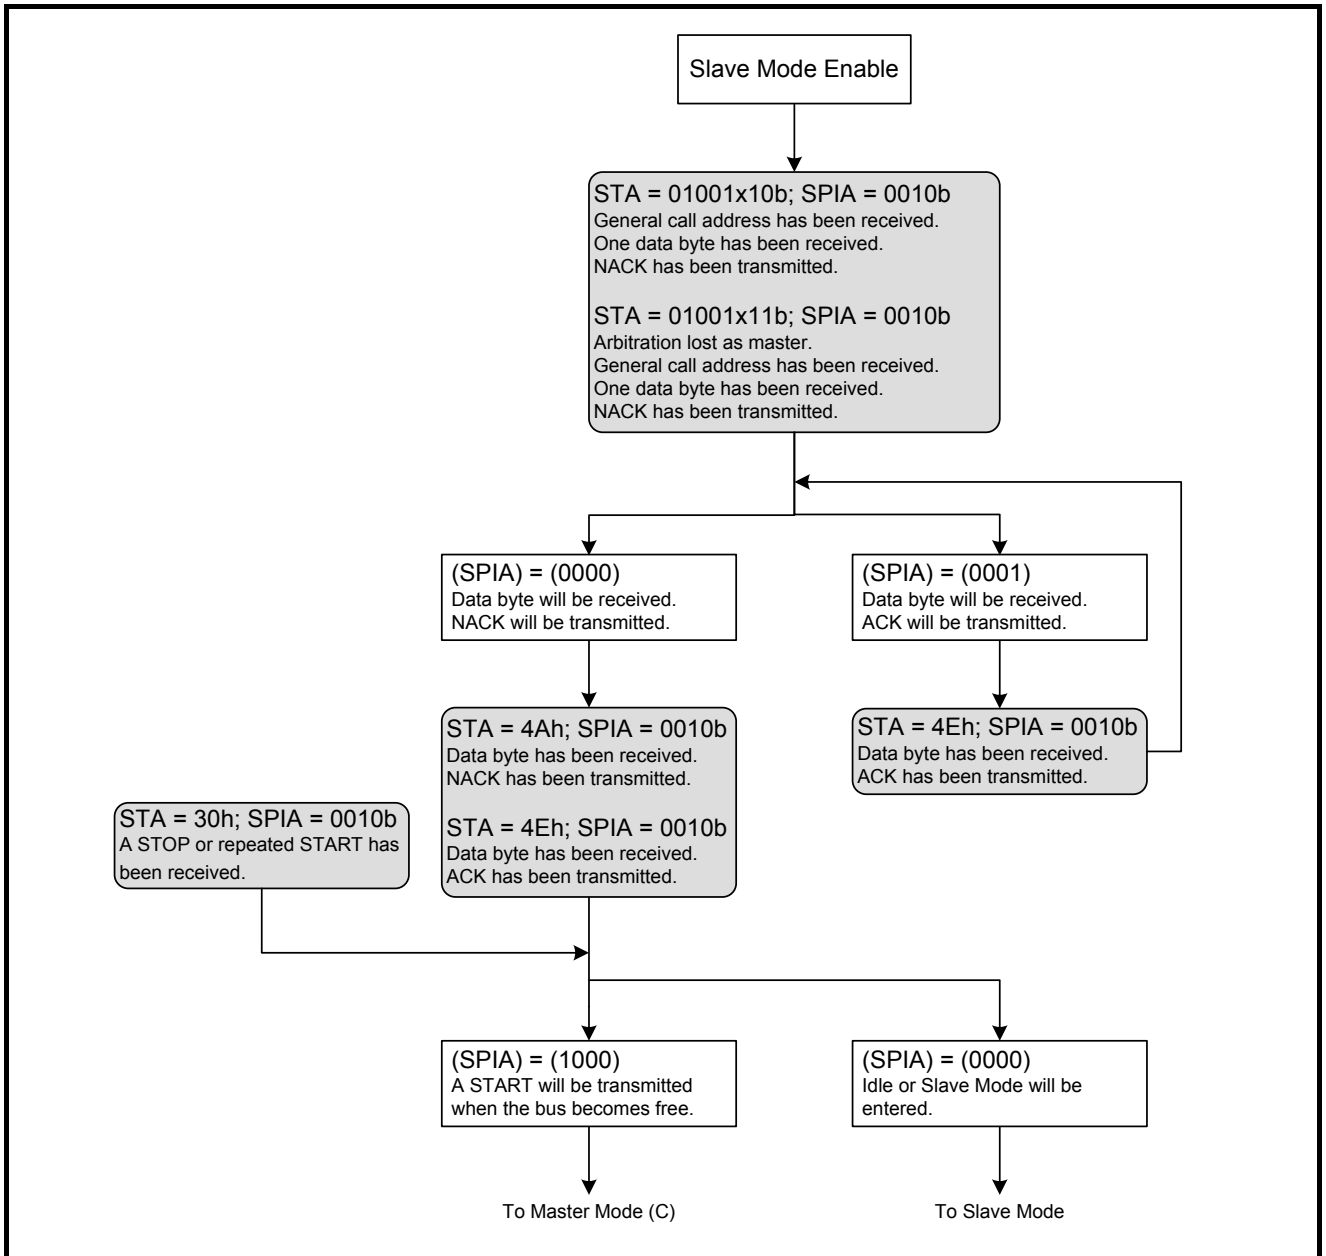 Slave Mode Enable
STA = 01001x10b; SPIA = 0010b
General call address has been received.
One data byte has been received.
NACK has been transmitted.
STA = 01001x11b; SPIA = 0010b
Arbitration lost as master.
General call address has been received.
One data byte has been received.
NACK has been transmitted.
(SPIA) = (0000)
Data byte will be received.
NACK will be transmitted.
(SPIA) = (0001)
Data byte will be received.
ACK will be transmitted.
STA = 4Ah; SPIA = 0010b
Data byte has been received.
NACK has been transmitted.
STA = 4Eh; SPIA = 0010b
Data byte has been received.
ACK has been transmitted.
STA = 4Eh; SPIA = 0010b
Data byte has been received.
ACK has been transmitted.
STA = 30h; SPIA = 0010b
A STOP or repeated START has
been received.
(SPIA) = (1000)
A START will be transmitted
when the bus becomes free.
(SPIA) = (0000)
Idle or Slave Mode will be
entered.
To Master Mode (C)
To Slave Mode